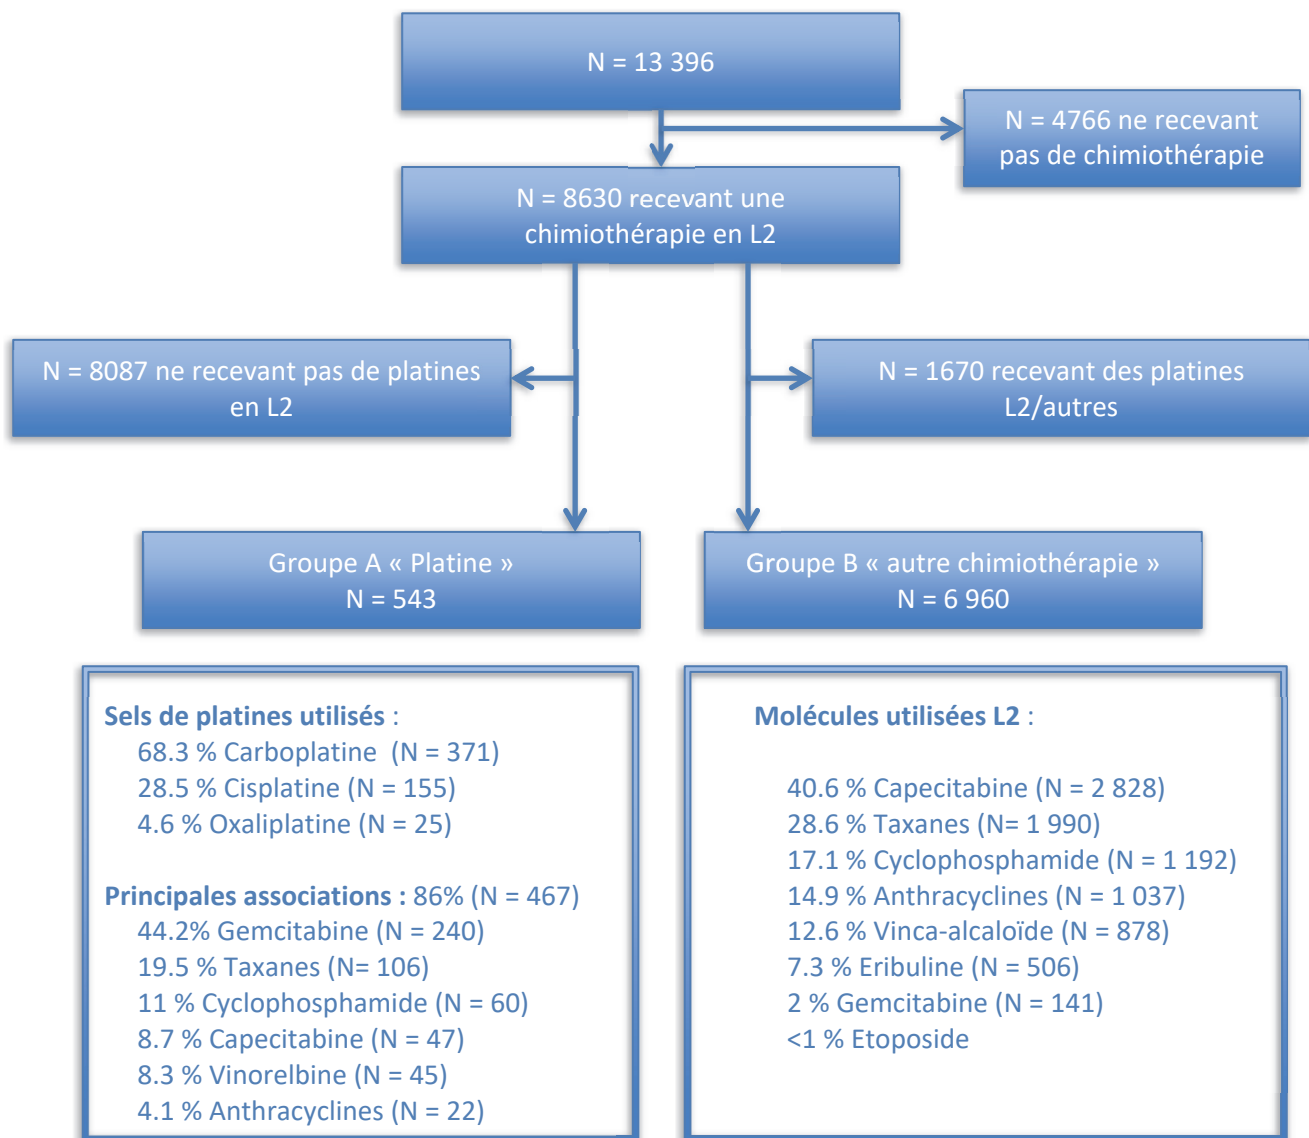 N = 13 396
N = 4766 ne recevant
pas de chimiothérapie
N = 8630 recevant une
chimiothérapie en L2
N = 8087 ne recevant pas de platines
en L2
N = 1670 recevant des platines
L2/autres
Groupe A « Platine »
N = 543
Groupe B « autre chimiothérapie »
N = 6 960
Sels de platines utilisés :
68.3 % Carboplatine (N = 371)
28.5 % Cisplatine (N = 155)
4.6 % Oxaliplatine (N = 25)
Principales associations : 86% (N = 467)
44.2% Gemcitabine (N = 240)
19.5 % Taxanes (N= 106)
11 % Cyclophosphamide (N = 60)
8.7 % Capecitabine (N = 47)
8.3 % Vinorelbine (N = 45)
4.1 % Anthracyclines (N = 22)
Molécules utilisées L2 :
40.6 % Capecitabine (N = 2 828)
28.6 % Taxanes (N= 1 990)
17.1 % Cyclophosphamide (N = 1 192)
14.9 % Anthracyclines (N = 1 037)
12.6 % Vinca-alcaloïde (N = 878)
7.3 % Eribuline (N = 506)
2 % Gemcitabine (N = 141)
<1 % Etoposide